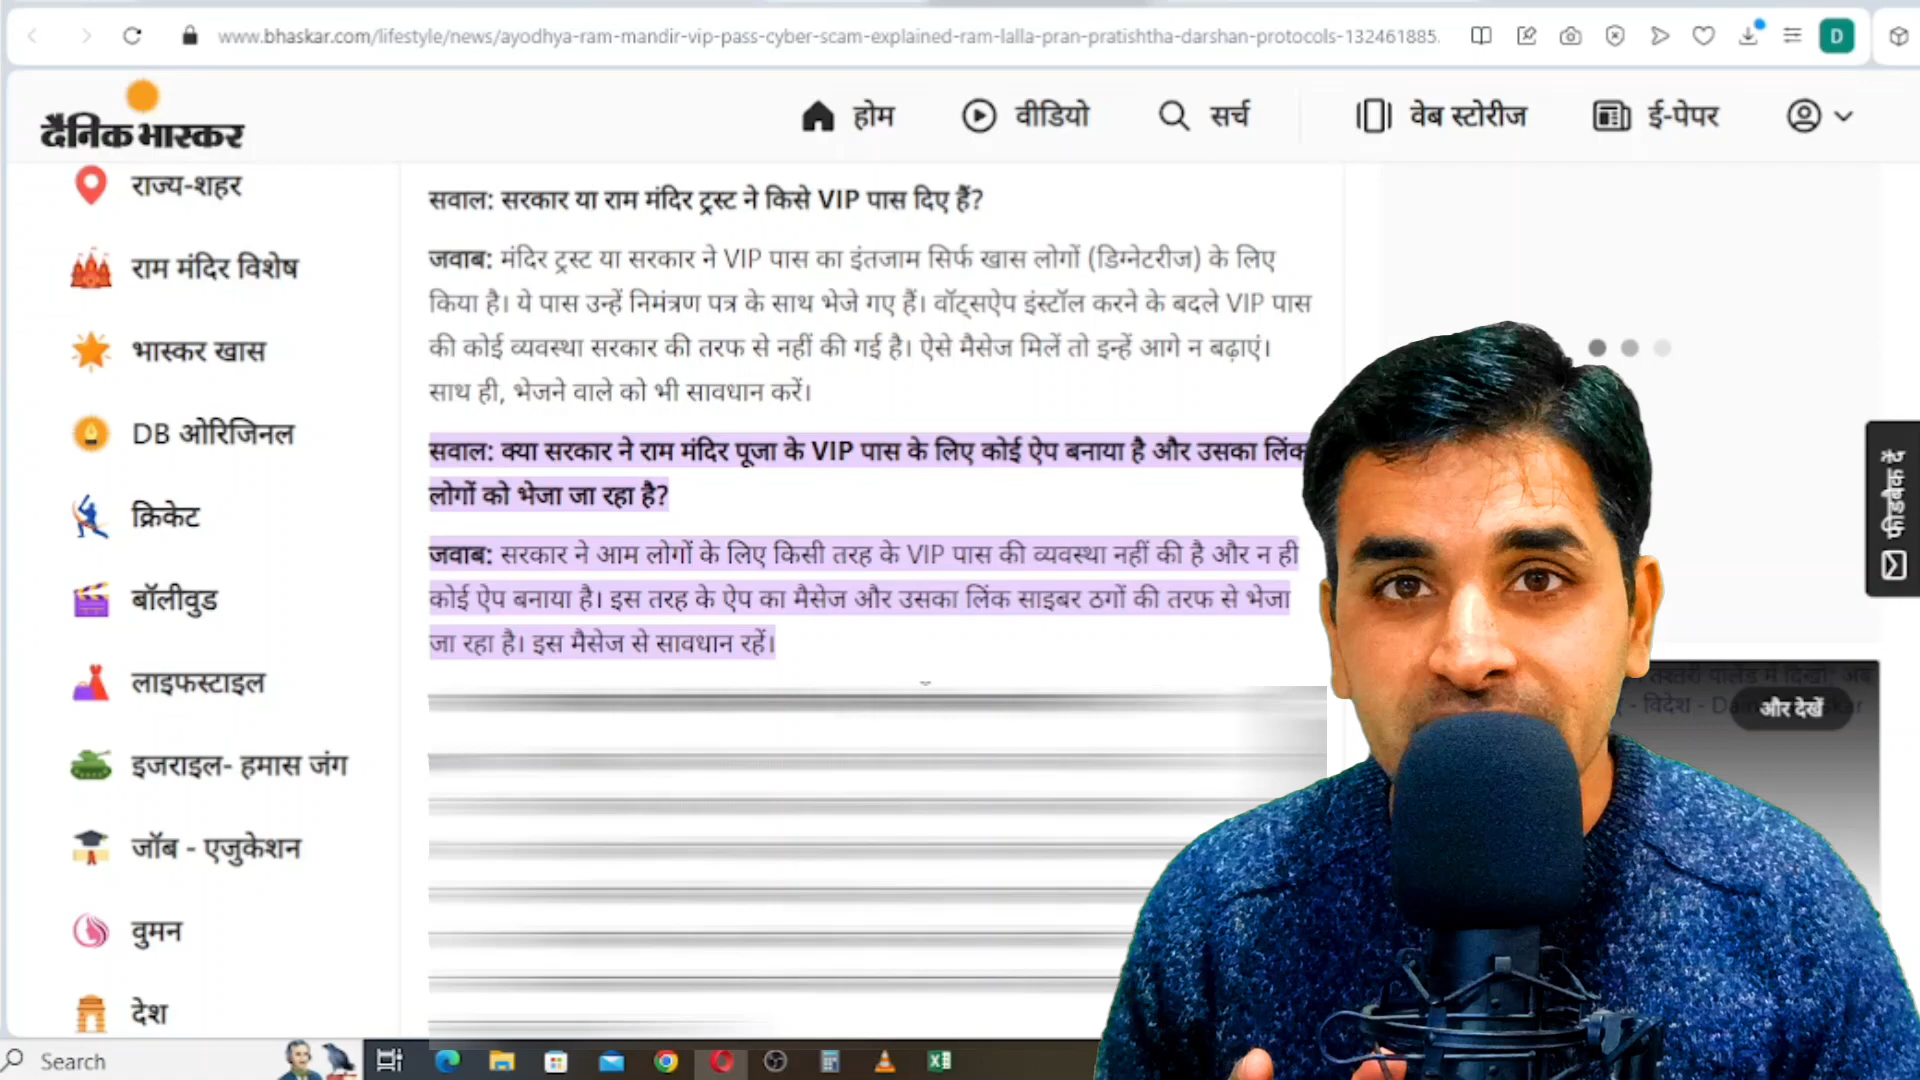 www.bhaskar.com/lifestyle/news/ayodhya-ram-mandir-vip-pass-cyber-scam-explained-ram-lalla-pran-pratishtha-darshan-protocols-132461885.
D
दैनिक भास्कर
होम
वीडियो
सर्च
वेब स्टोरीज
ई-पेपर
राज्य-शहर
राम मंदिर विशेष
भास्कर खास
DB ओरिजिनल
क्रिकेट
बॉलीवुड
लाइफस्टाइल
इजराइल- हमास जंग
जॉब - एजुकेशन
वुमन
देश
सवाल: सरकार या राम मंदिर ट्रस्ट ने किसे VIP पास दिए हैं?
जवाब: मंदिर ट्रस्ट या सरकार ने VIP पास का इंतजाम सिर्फ खास लोगों (डिग्नेटरीज) के लिए
किया है। ये पास उन्हें निमंत्रण पत्र के साथ भेजे गए हैं। वॉट्सऐप इंस्टॉल करने के बदले VIP पास
की कोई व्यवस्था सरकार की तरफ से नहीं की गई है। ऐसे मैसेज मिलें तो इन्हें आगे न बढ़ाएं।
साथ ही, भेजने वाले को भी सावधान करें।
सवाल: क्या सरकार ने राम मंदिर पूजा के VIP पास के लिए कोई ऐप बनाया है और उसका लिंक
लोगों को भेजा जा रहा है?
जवाब: सरकार ने आम लोगों के लिए किसी तरह के VIP पास की व्यवस्था नहीं की है और न ही
कोई ऐप बनाया है। इस तरह के ऐप का मैसेज और उसका लिंक साइबर ठगों की तरफ से भेजा
जा रहा है। इस मैसेज से सावधान रहें।
फीडबैक दें
और देखें
Search